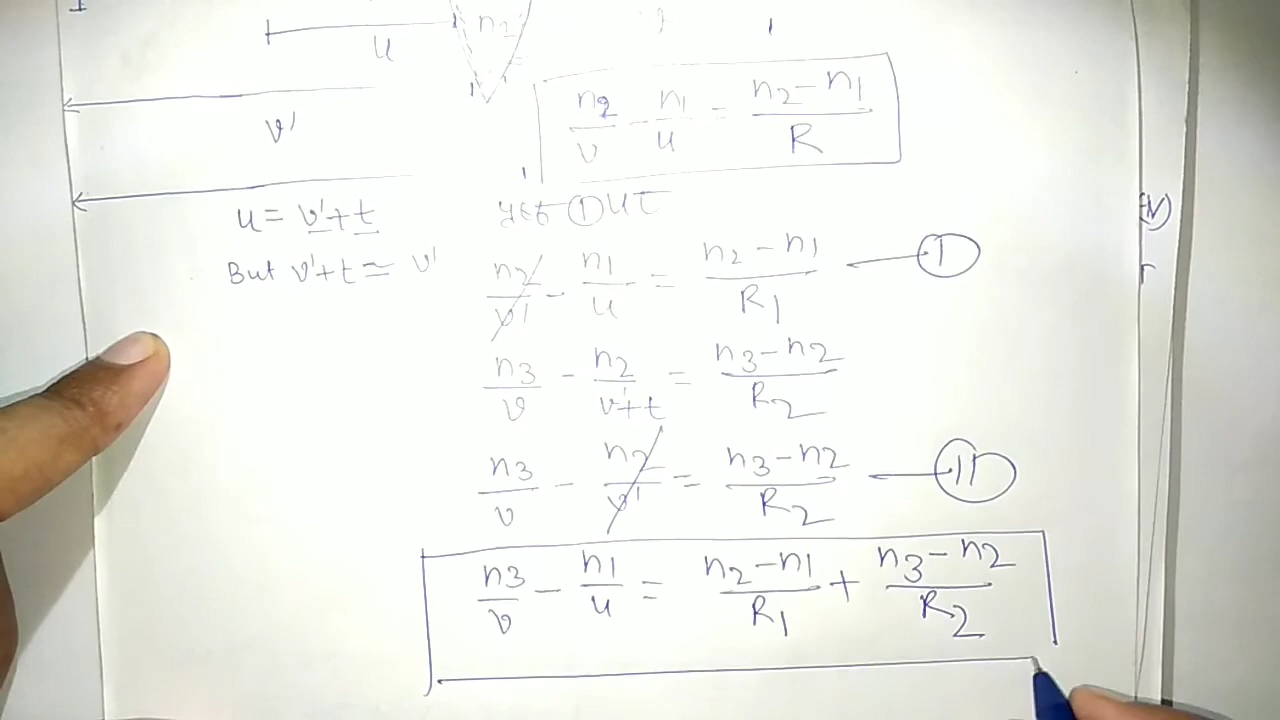 n2
u
n2/v - n1/u = n2-n1/R
v'
u = v'+t
But v'+t ≃ v'
n2/v' - n1/u = n2-n1/R1 — I
n3/v - n2/v'+t = n3-n2/R2
n3/v - n2/v' = n3-n2/R2 — II
n3/v - n1/u = n2-n1/R1 + n3-n2/R2